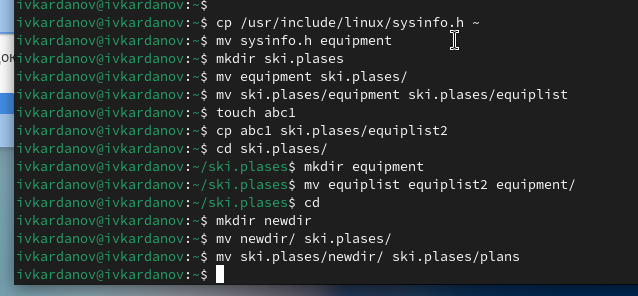 ок
ivkardanov@ivkardanov:~$
ivkardanov@ivkardanov:~$ cp /usr/include/linux/sysinfo.h ~
ivkardanov@ivkardanov:~$ mv sysinfo.h equipment
ivkardanov@ivkardanov:~$ mkdir ski.plases
ivkardanov@ivkardanov:~$ mv equipment ski.plases/
ivkardanov@ivkardanov:~$ mv ski.plases/equipment ski.plases/equiplist
ivkardanov@ivkardanov:~$ touch abc1
ivkardanov@ivkardanov:~$ cp abc1 ski.plases/equiplist2
ivkardanov@ivkardanov:~$ cd ski.plases/
ivkardanov@ivkardanov:~/ski.plases$ mkdir equipment
ivkardanov@ivkardanov:~/ski.plases$ mv equiplist equiplist2 equipment/
ivkardanov@ivkardanov:~/ski.plases$ cd
ivkardanov@ivkardanov:~$ mkdir newdir
ivkardanov@ivkardanov:~$ mv newdir/ ski.plases/
ivkardanov@ivkardanov:~$ mv ski.plases/newdir/ ski.plases/plans
ivkardanov@ivkardanov:~$